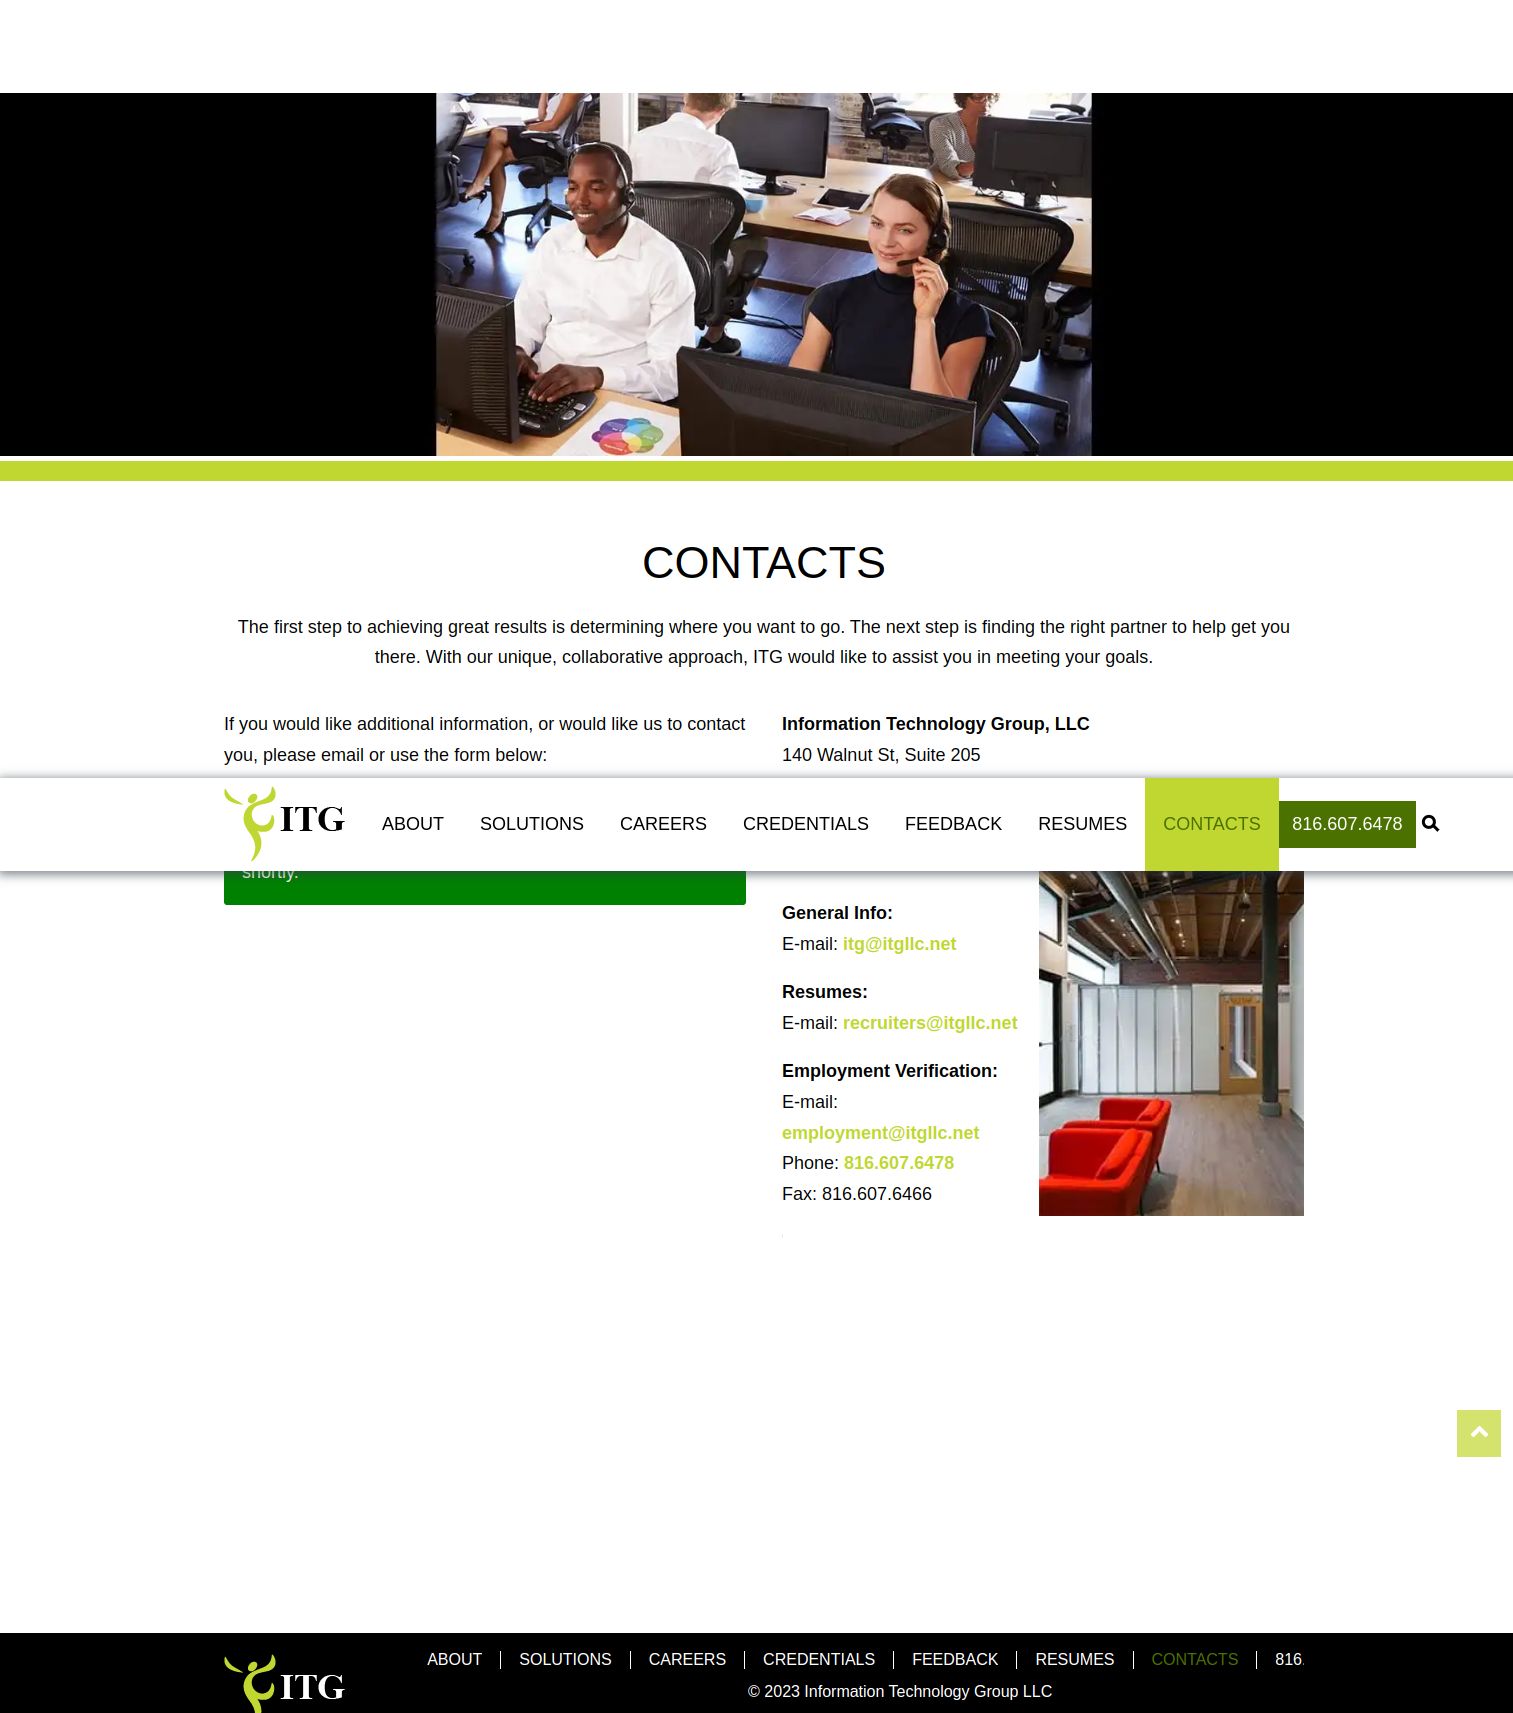 CONTACTS
The first step to achieving great results is determining where you want to go. The next step is finding the right partner to help get you
there. With our unique, collaborative approach, ITG would like to assist you in meeting your goals.
If you would like additional information, or would like us to contact
you, please email or use the form below:
Information Technology Group, LLC
140 Walnut St, Suite 205
ITG
ABOUT
SOLUTIONS
CAREERS
CREDENTIALS
FEEDBACK
RESUMES
CONTACTS
816.607.6478
shortly.
General Info:
E-mail: itg@itgllc.net
Resumes:
E-mail: recruiters@itgllc.net
Employment Verification:
E-mail:
employment@itgllc.net
Phone: 816.607.6478
Fax: 816.607.6466
ITG
ABOUT
SOLUTIONS
CAREERS
CREDENTIALS
FEEDBACK
RESUMES
CONTACTS
816.
© 2023 Information Technology Group LLC